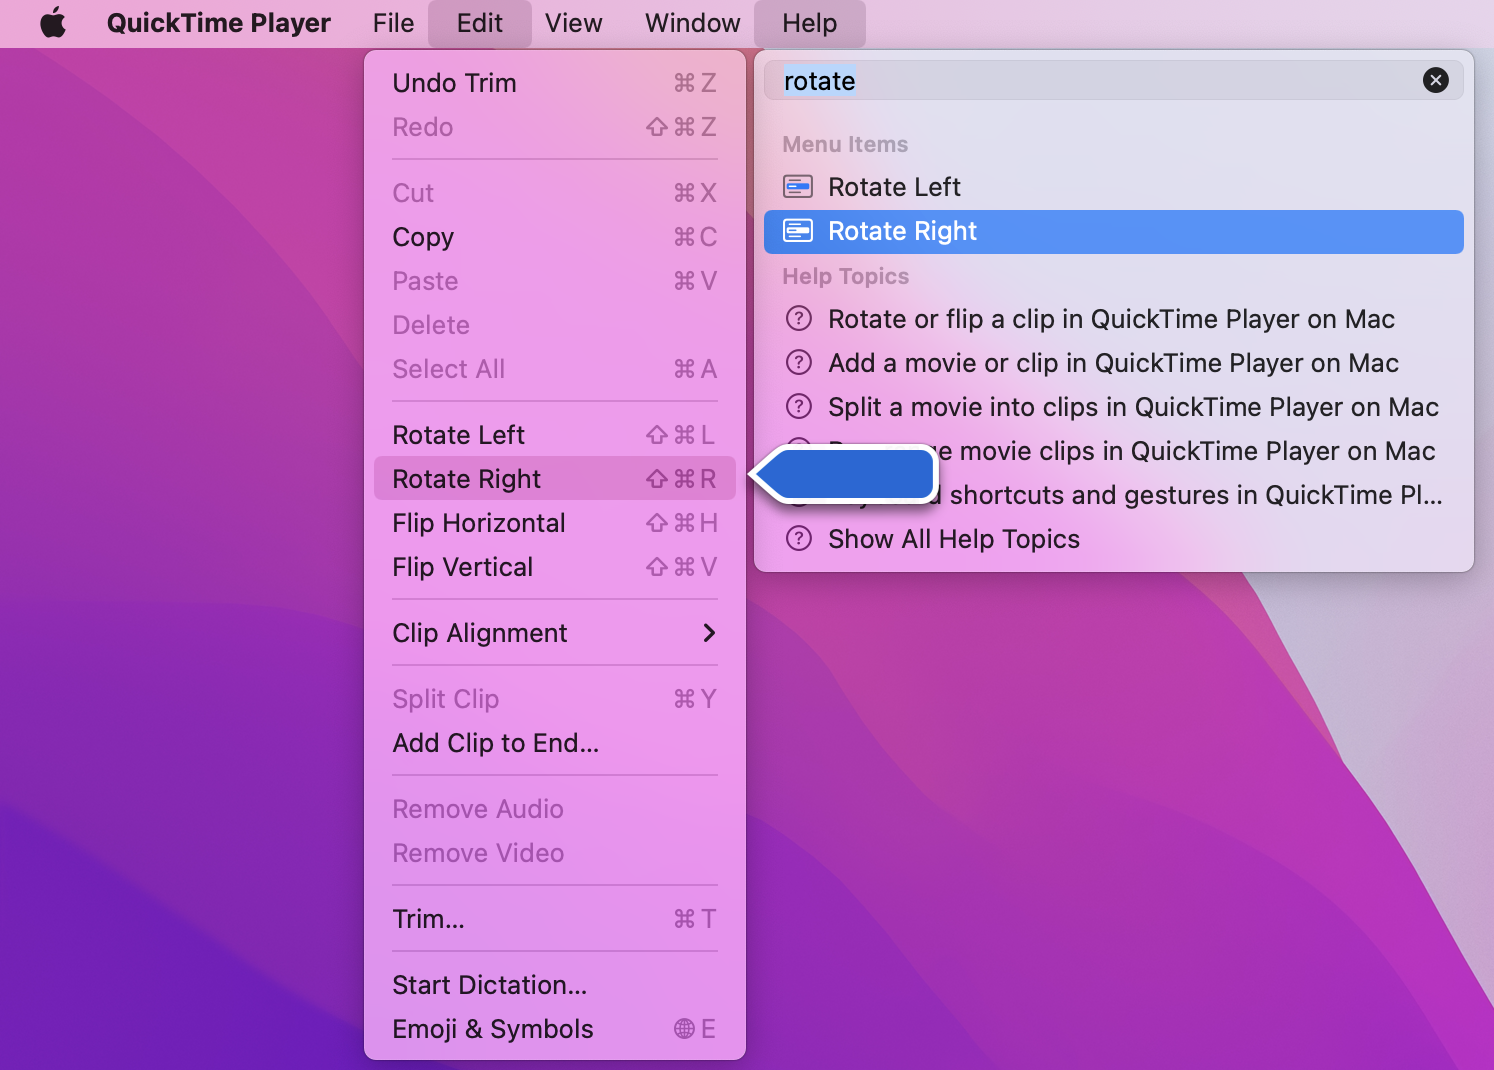 QuickTime Player File Edit View Window Help
Undo Trim ⌘Z
Redo ⇧⌘Z
Cut ⌘X
Copy ⌘C
Paste ⌘V
Delete
Select All ⌘A
Rotate Left ⇧⌘L
Rotate Right ⇧⌘R
Flip Horizontal ⇧⌘H
Flip Vertical ⇧⌘V
Clip Alignment
Split Clip ⌘Y
Add Clip to End...
Remove Audio
Remove Video
Trim... ⌘T
Start Dictation...
Emoji & Symbols E
rotate
Menu Items
Rotate Left
Rotate Right
Help Topics
Rotate or flip a clip in QuickTime Player on Mac
Add a movie or clip in QuickTime Player on Mac
Split a movie into clips in QuickTime Player on Mac
movie clips in QuickTime Player on Mac
shortcuts and gestures in QuickTime Pl...
Show All Help Topics